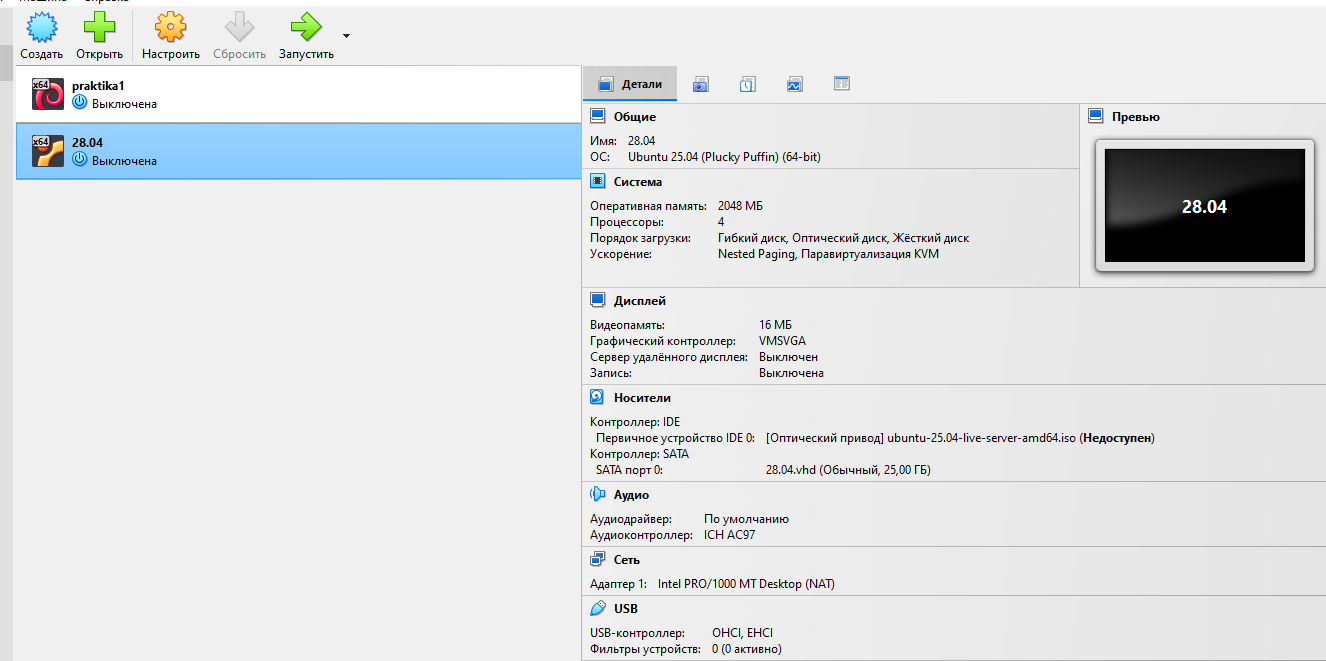 Создать Открыть Настроить Сбросить Запустить
x64 praktika1
Выключена
x64 28.04
Выключена
Детали
Общие
Имя: 28.04
ОС: Ubuntu 25.04 (Plucky Puffin) (64-bit)
Превью
28.04
Система
Оперативная память: 2048 МБ
Процессоры: 4
Порядок загрузки: Гибкий диск, Оптический диск, Жёсткий диск
Ускорение: Nested Paging, Паравиртуализация KVM
Дисплей
Видеопамять: 16 МБ
Графический контроллер: VMSVGA
Сервер удалённого дисплея: Выключен
Запись: Выключена
Носители
Контроллер: IDE
Первичное устройство IDE 0: [Оптический привод] ubuntu-25.04-live-server-amd64.iso (Недоступен)
Контроллер: SATA
SATA порт 0: 28.04.vhd (Обычный, 25,00 ГБ)
Аудио
Аудиодрайвер: По умолчанию
Аудиоконтроллер: ICH AC97
Сеть
Адаптер 1: Intel PRO/1000 MT Desktop (NAT)
USB
USB-контроллер: OHCI, EHCI
Фильтры устройств: 0 (0 активно)